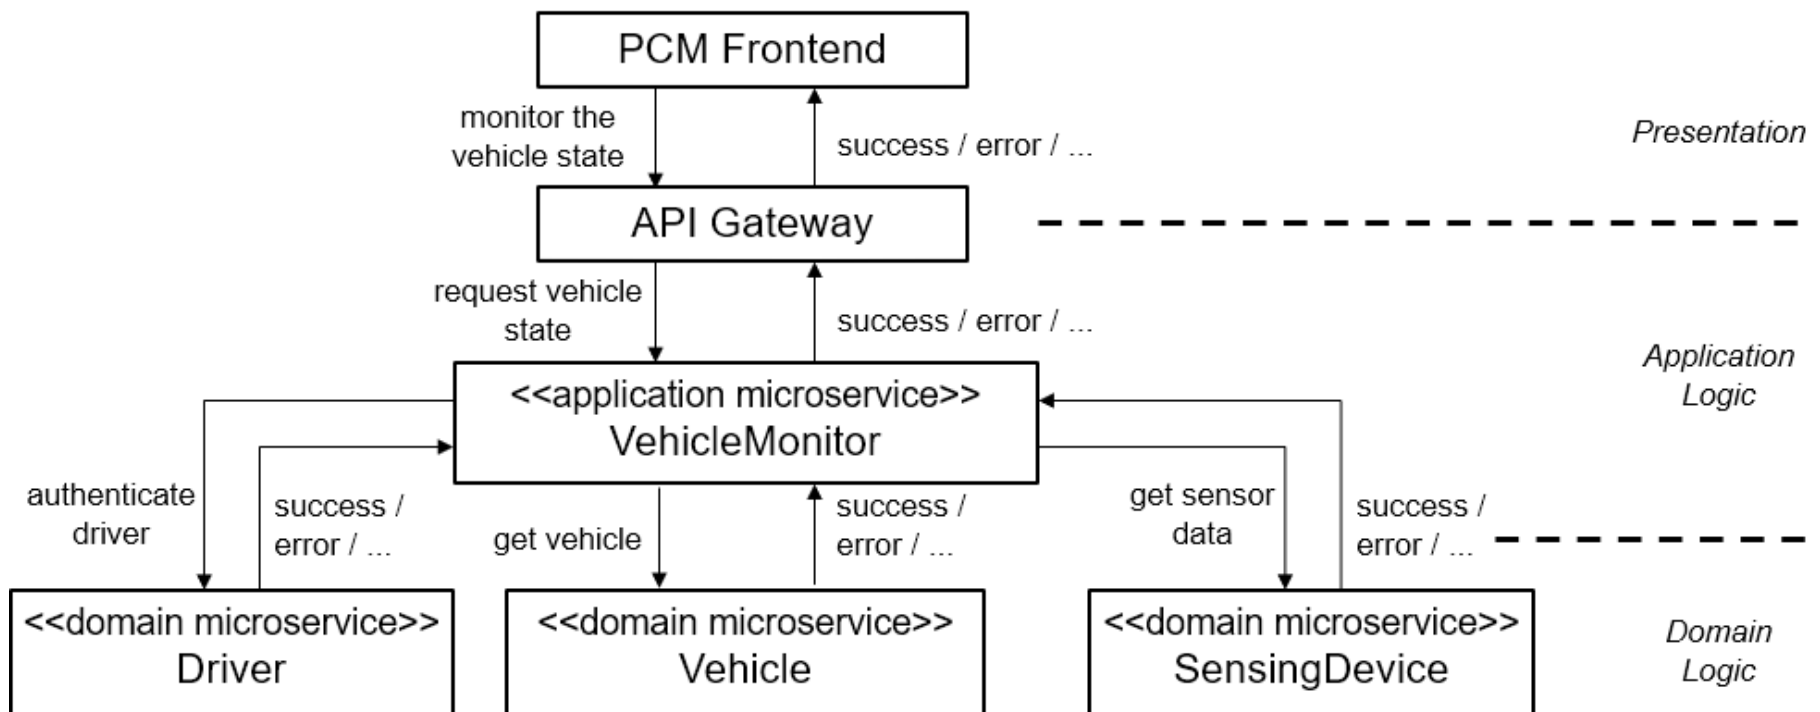 PCM Frontend
monitor the
vehicle state
success / error / ...
Presentation
API Gateway
request vehicle
state
success / error / ...
Application
Logic
<<application microservice>>
VehicleMonitor
authenticate
driver
success /
error / ...
get vehicle
success /
error / ...
get sensor
data
success /
error / ...
<<domain microservice>>
Driver
<<domain microservice>>
Vehicle
<<domain microservice>>
SensingDevice
Domain
Logic